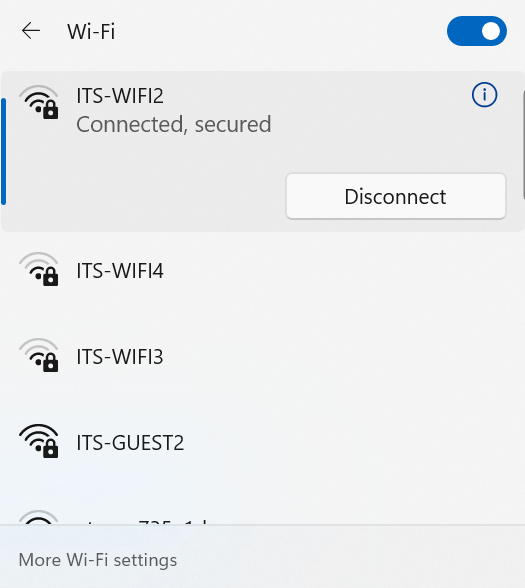 Wi-Fi
ITS-WIFI2
Connected, secured
Disconnect
ITS-WIFI4
ITS-WIFI3
ITS-GUEST2
More Wi-Fi settings